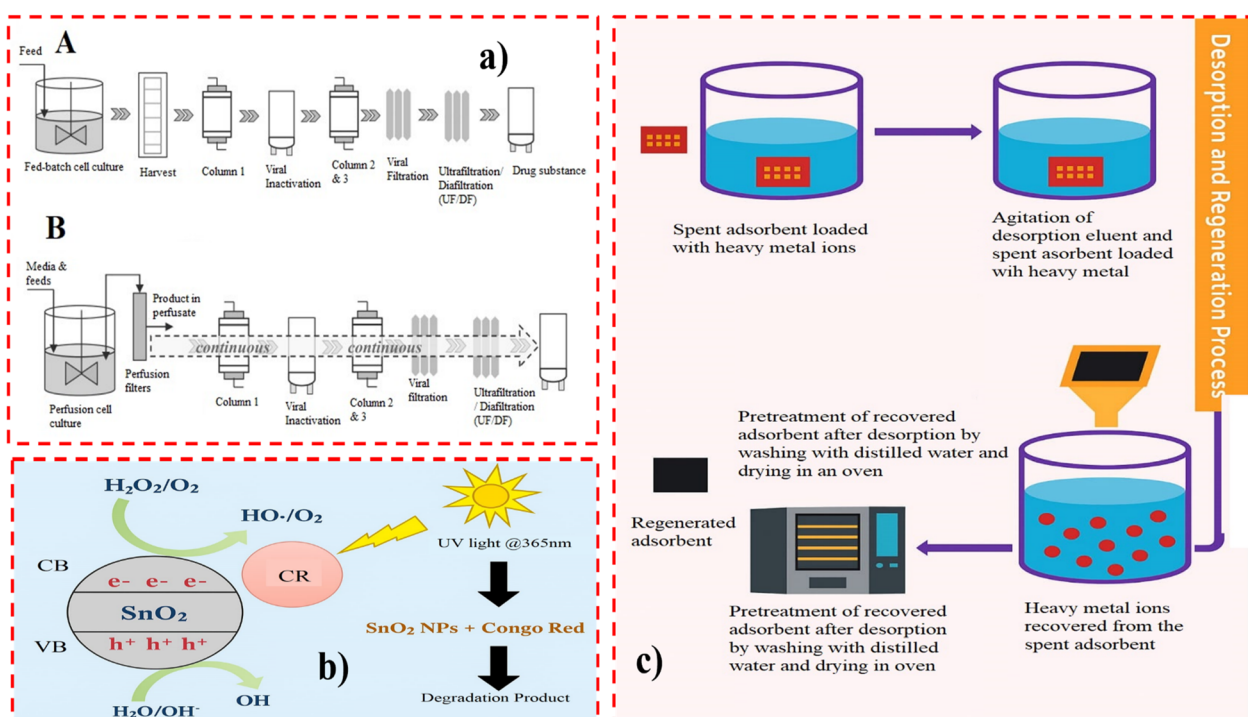 A
a)
Feed
Fed-batch cell culture
Harvest
Column 1
Viral
Inactivation
Column 2
& 3
Viral
Filtration
Ultrafiltration/
Diafiltration
(UF/DF)
Drug substance
B
Media &
feeds
Product in
perfusate
continuous
continuous
Perfusion
filters
Perfusion cell
culture
Column 1
Viral
Inactivation
Column 2
& 3
Viral
filtration
Ultrafiltration
/ Diafiltration
(UF/DF)
H₂O₂/O₂
HO·/O₂
CB
e- e- e-
SnO₂
VB
h⁺ h⁺ h⁺
H₂O/OH⁻
OH
CR
UV light @365nm
SnO₂ NPs + Congo Red
Degradation Product
b)
Desorption and Regeneration Process
Spent adsorbent loaded
with heavy metal ions
Agitation of
desorption eluent and
spent asorbent loaded
wih heavy metal
Pretreatment of recovered
adsorbent after desorption by
washing with distilled water and
drying in an oven
Regenerated
adsorbent
Pretreatment of recovered
adsorbent after desorption
by washing with distilled
water and drying in oven
Heavy metal ions
recovered from the
spent adsorbent
c)